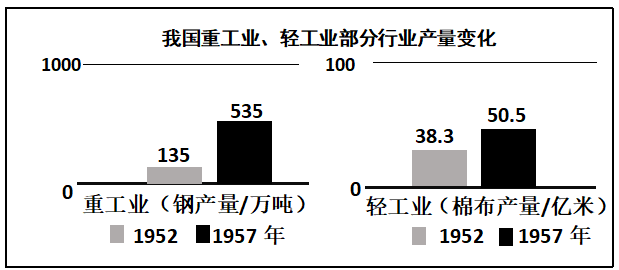 我国重工业、轻工业部分行业产量变化
1000
535
135
0
重工业（钢产量/万吨）
1952 1957 年
100
50.5
38.3
0
轻工业（棉布产量/亿米）
1952 1957 年